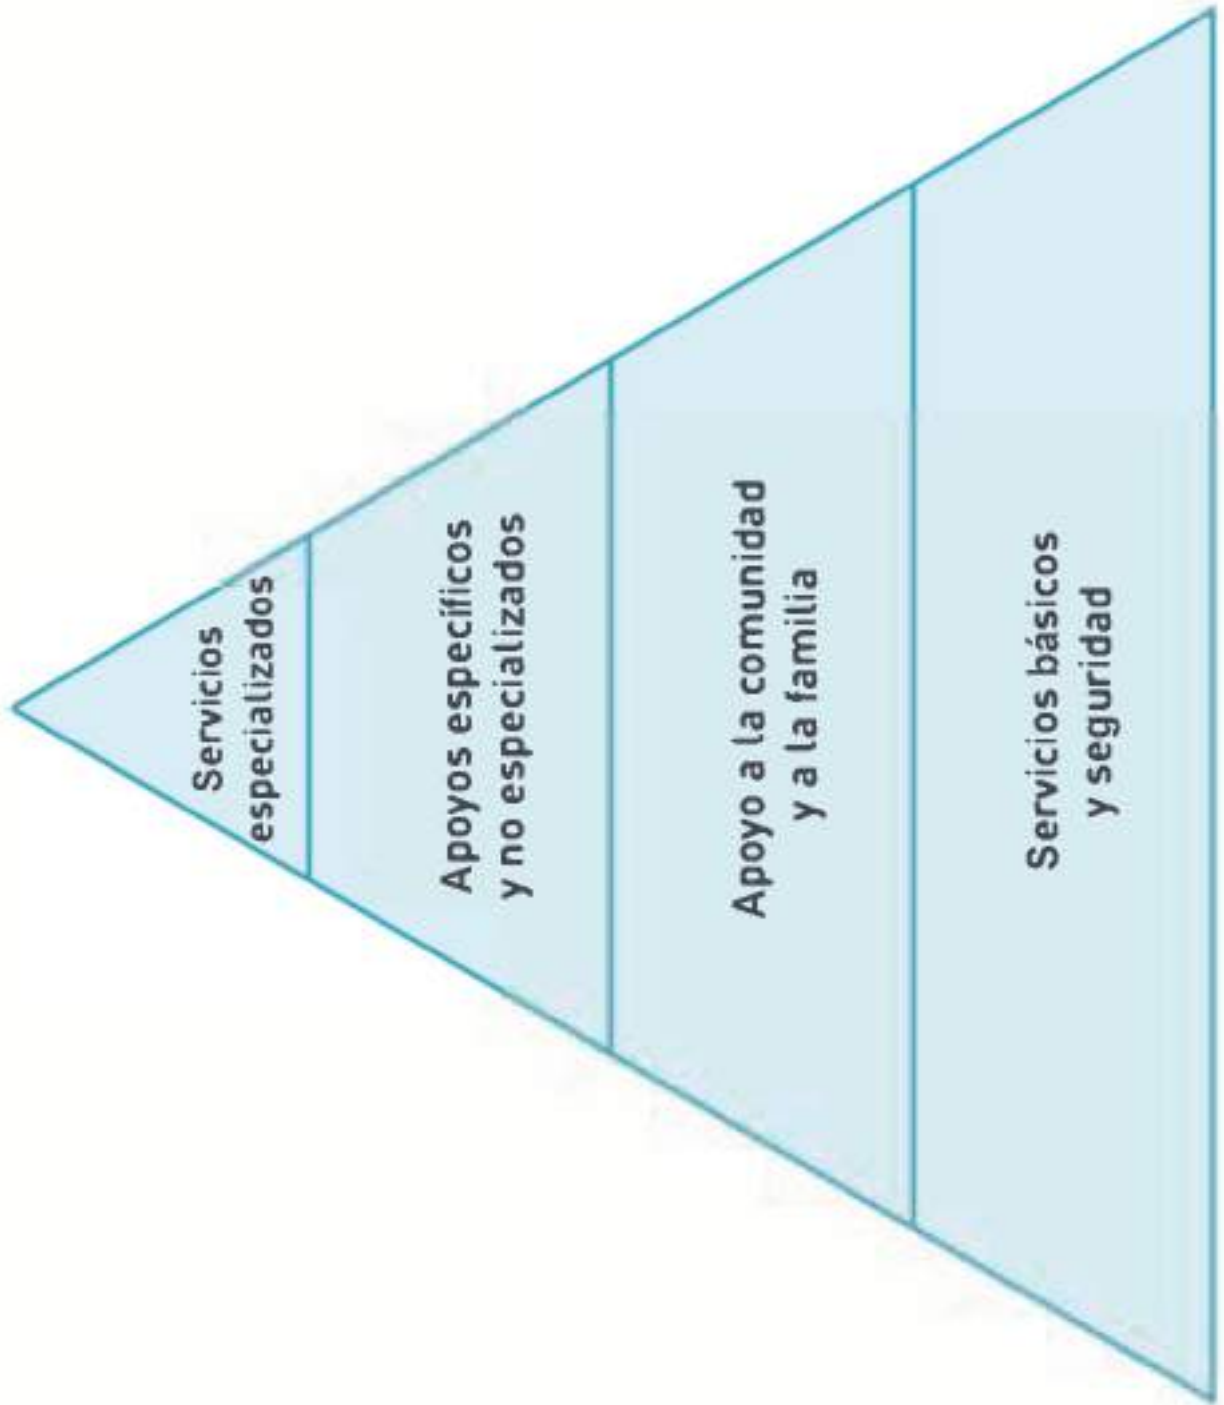 Servicios
especializados
Apoyos específicos
y no especializados
Apoyo a la comunidad
y a la familia
Servicios básicos
y seguridad